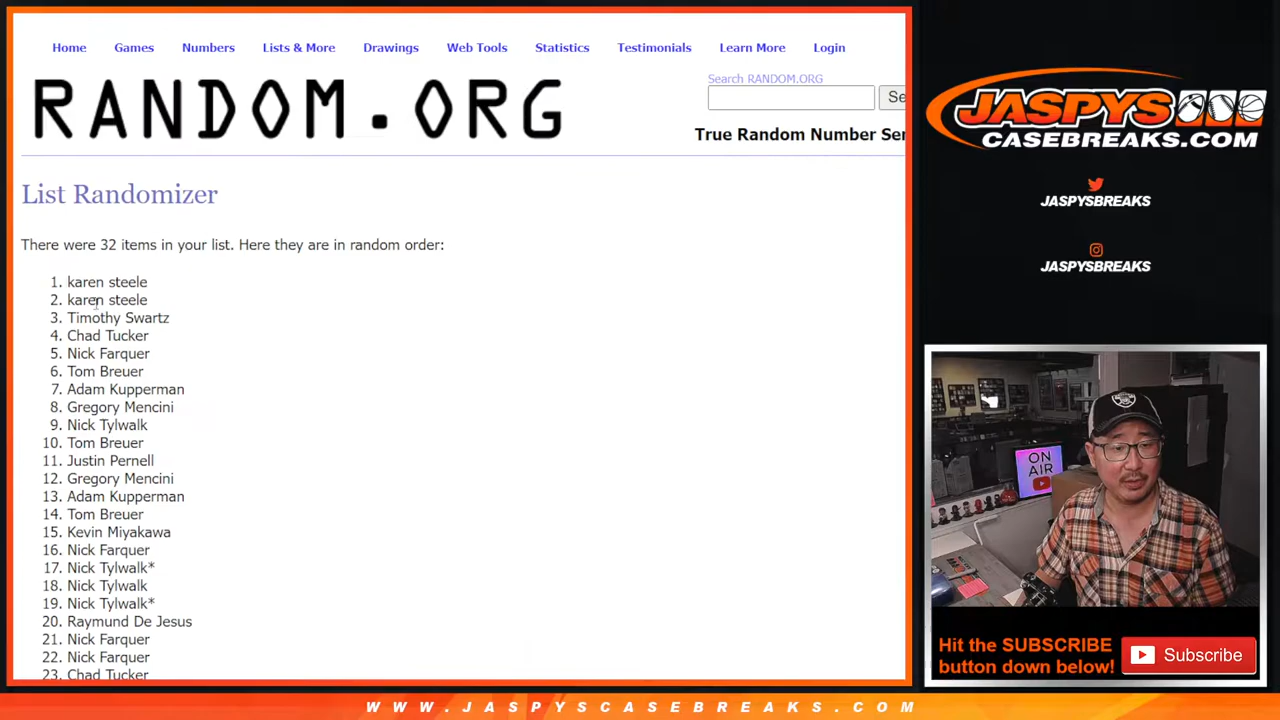 Home Games Numbers Lists & More Drawings Web Tools Statistics Testimonials Learn More Login
RANDOM.ORG
Search RANDOM.ORG
Se
True Random Number Ser
List Randomizer
There were 32 items in your list. Here they are in random order:
1. karen steele
2. karen steele
3. Timothy Swartz
4. Chad Tucker
5. Nick Farquer
6. Tom Breuer
7. Adam Kupperman
8. Gregory Mencini
9. Nick Tylwalk
10. Tom Breuer
11. Justin Pernell
12. Gregory Mencini
13. Adam Kupperman
14. Tom Breuer
15. Kevin Miyakawa
16. Nick Farquer
17. Nick Tylwalk*
18. Nick Tylwalk
19. Nick Tylwalk*
20. Raymund De Jesus
21. Nick Farquer
22. Nick Farquer
23. Chad Tucker
JASPYS
CASEBREAKS.COM
JASPYSBREAKS
JASPYSBREAKS
ON
AIR
Hit the SUBSCRIBE
button down below!
Subscribe
WWW.JASPYSCASEBREAKS.COM